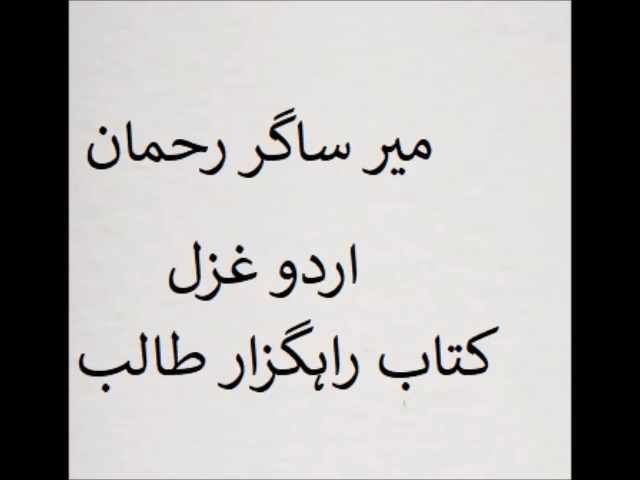 میر ساگر رحمان
اردو غزل
کتاب راہگزار طالب